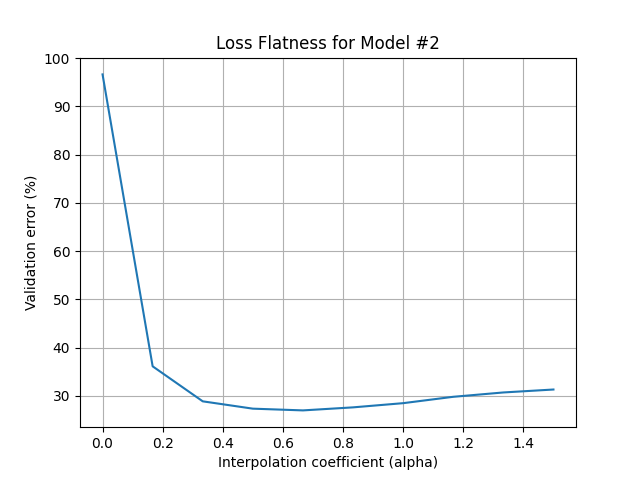 Loss Flatness for Model #2
100
90
80
70
60
50
40
30
Validation error (%)
0.0 0.2 0.4 0.6 0.8 1.0 1.2 1.4
Interpolation coefficient (alpha)